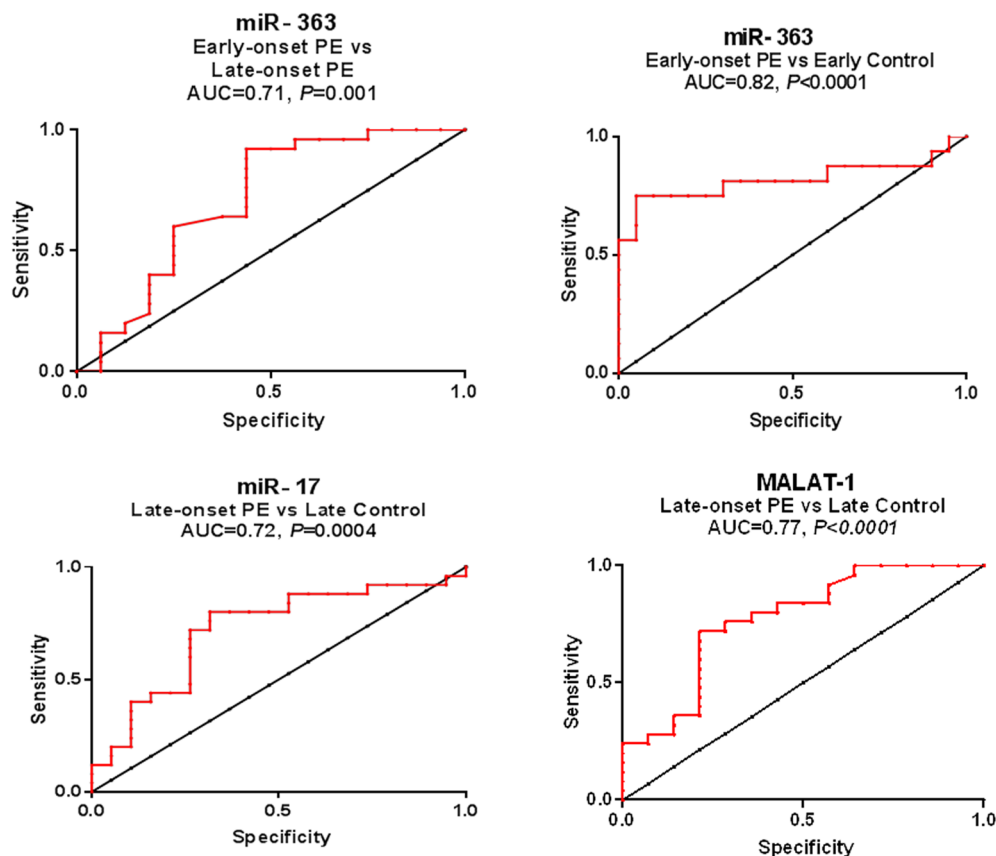 miR- 363
Early-onset PE vs
Late-onset PE
AUC=0.71, P=0.001
1.0
0.5
0.0
Sensitivity
0.0
0.5
1.0
Specificity
miR- 363
Early-onset PE vs Early Control
AUC=0.82, P<0.0001
1.0
0.5
0.0
Sensitivity
0.0
0.5
1.0
Specificity
miR- 17
Late-onset PE vs Late Control
AUC=0.72, P=0.0004
1.0
0.5
0.0
Sensitivity
0.0
0.5
1.0
Specificity
MALAT-1
Late-onset PE vs Late Control
AUC=0.77, P<0.0001
1.0
0.5
0.0
Sensitivity
0.0
0.5
1.0
Specificity